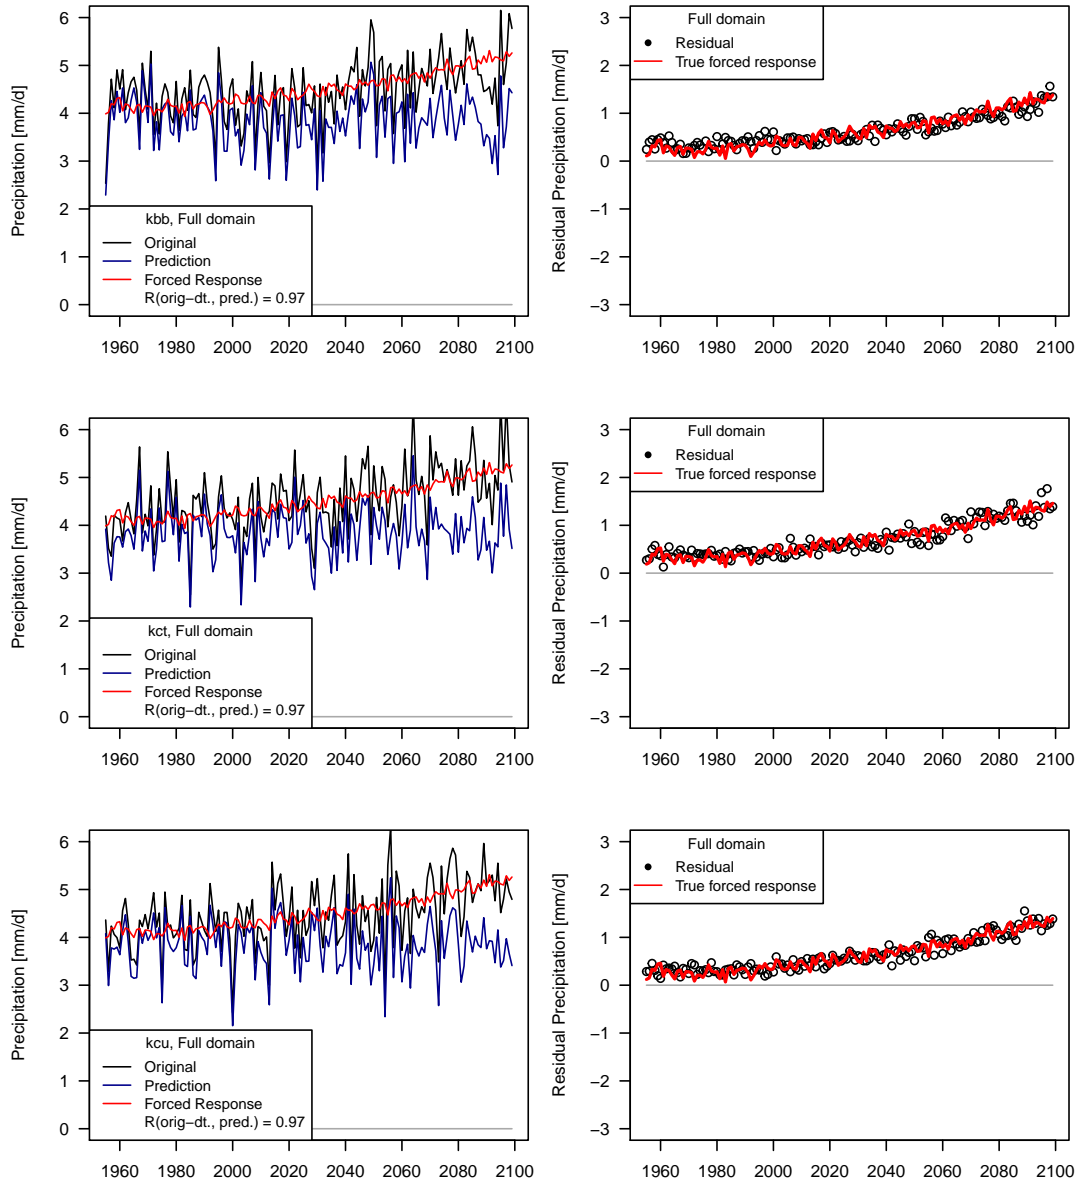 6
5
4
3
2
1
0
Precipitation [mm/d]
kbb, Full domain
Original
Prediction
Forced Response
R(orig−dt., pred.) = 0.97
1960 1980 2000 2020 2040 2060 2080 2100
3
2
1
0
−1
−2
−3
Residual Precipitation [mm/d]
Full domain
Residual
True forced response
1960 1980 2000 2020 2040 2060 2080 2100
6
5
4
3
2
1
0
Precipitation [mm/d]
kct, Full domain
Original
Prediction
Forced Response
R(orig−dt., pred.) = 0.97
1960 1980 2000 2020 2040 2060 2080 2100
3
2
1
0
−1
−2
−3
Residual Precipitation [mm/d]
Full domain
Residual
True forced response
1960 1980 2000 2020 2040 2060 2080 2100
6
5
4
3
2
1
0
Precipitation [mm/d]
kcu, Full domain
Original
Prediction
Forced Response
R(orig−dt., pred.) = 0.97
1960 1980 2000 2020 2040 2060 2080 2100
3
2
1
0
−1
−2
−3
Residual Precipitation [mm/d]
Full domain
Residual
True forced response
1960 1980 2000 2020 2040 2060 2080 2100